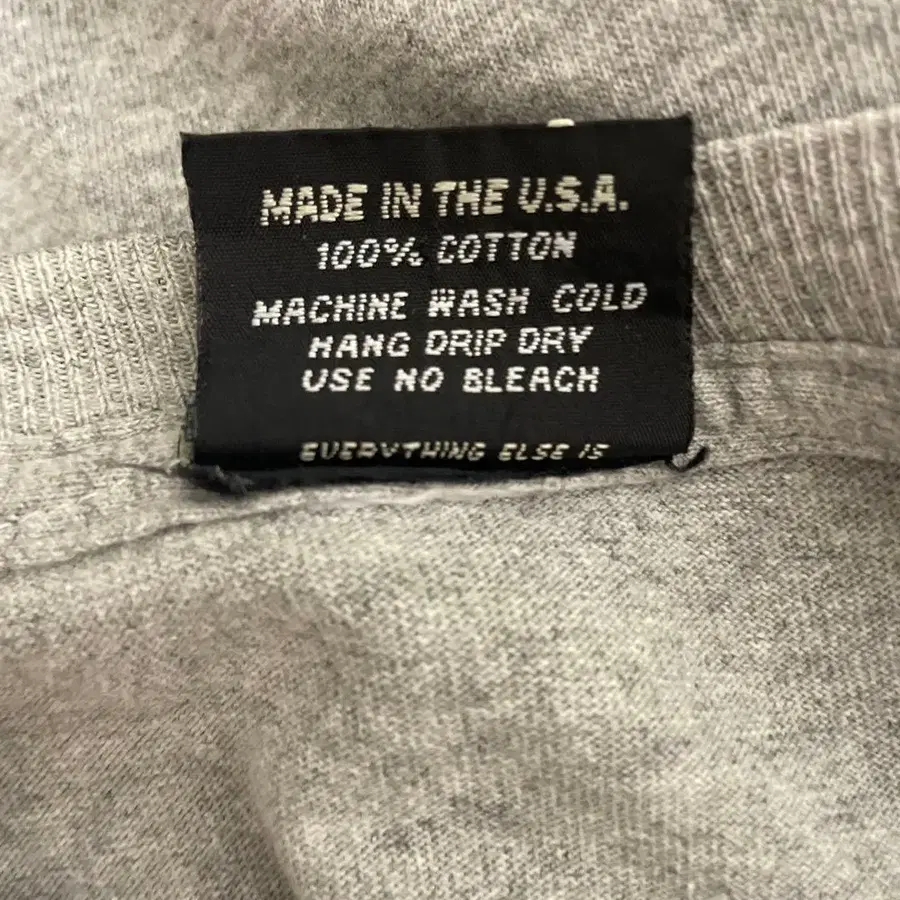 MADE IN THE U.S.A.
100% COTTON
MACHINE WASH COLD
HANG DRIP DRY
USE NO BLEACH
EVERYTHING ELSE IS